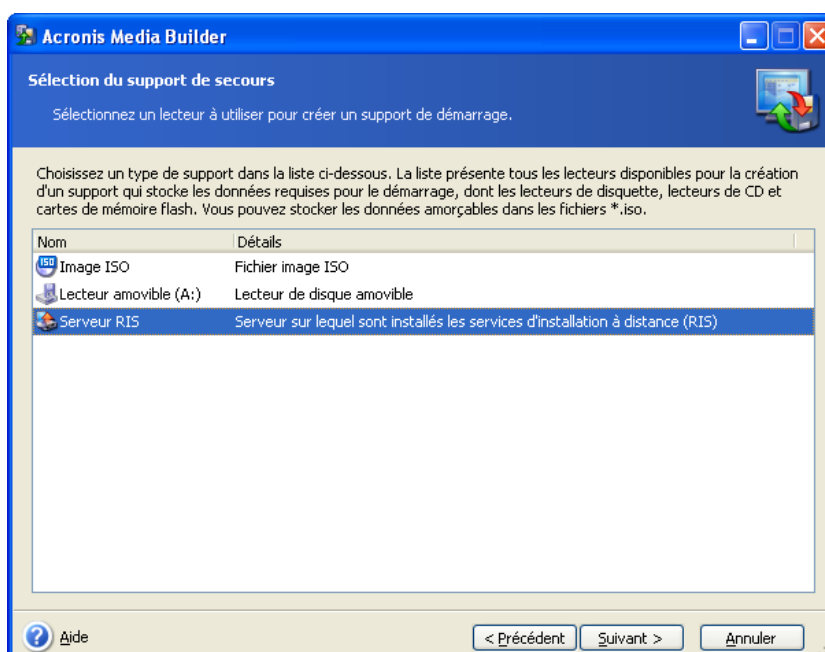 Acronis Media Builder
Sélection du support de secours
Sélectionnez un lecteur à utiliser pour créer un support de démarrage.
Choisissez un type de support dans la liste ci-dessous. La liste présente tous les lecteurs disponibles pour la création
d'un support qui stocke les données requises pour le démarrage, dont les lecteurs de disquette, lecteurs de CD et
cartes de mémoire flash. Vous pouvez stocker les données amorçables dans les fichiers *.iso.
Nom Détails
ISO Image ISO Fichier image ISO
Lecteur amovible (A:) Lecteur de disque amovible
Serveur RIS Serveur sur lequel sont installés les services d'installation à distance (RIS)
? Aide < Précédent Suivant > Annuler